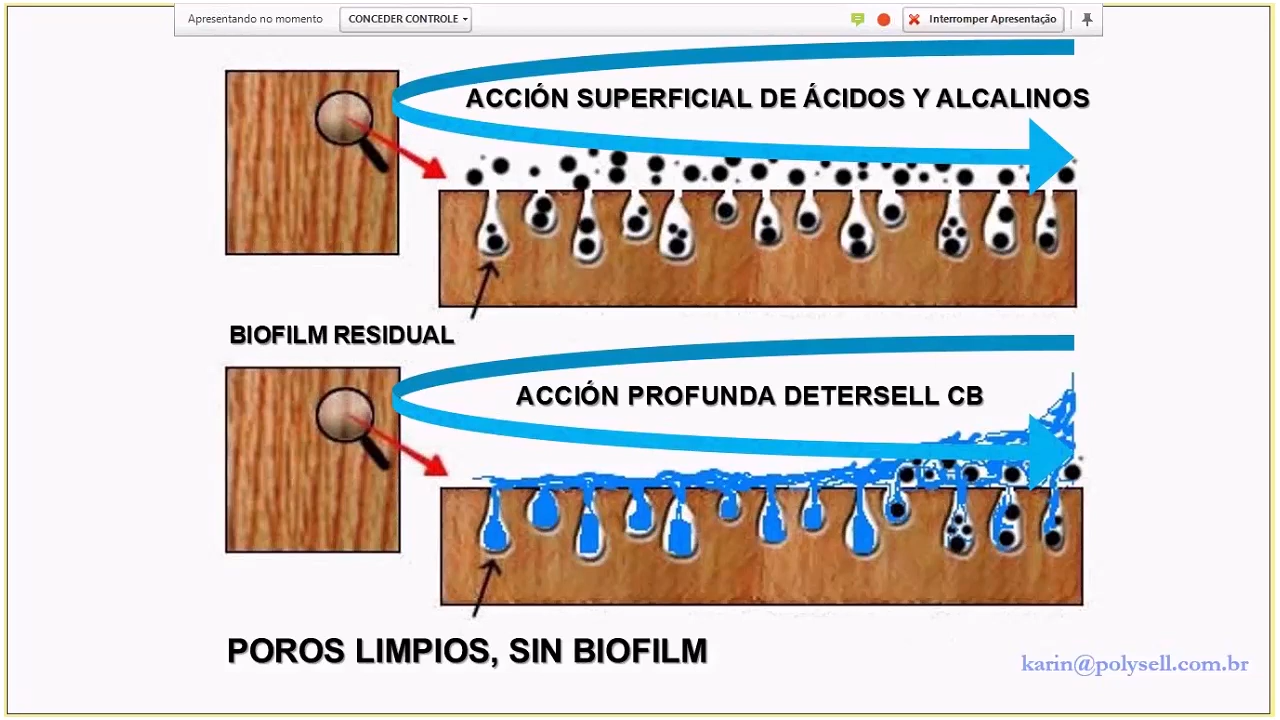 Apresentando no momento
CONCEDER CONTROLE
Interromper Apresentação
ACCIÓN SUPERFICIAL DE ÁCIDOS Y ALCALINOS
BIOFILM RESIDUAL
ACCIÓN PROFUNDA DETERSELL CB
POROS LIMPIOS, SIN BIOFILM
karin@polysell.com.br